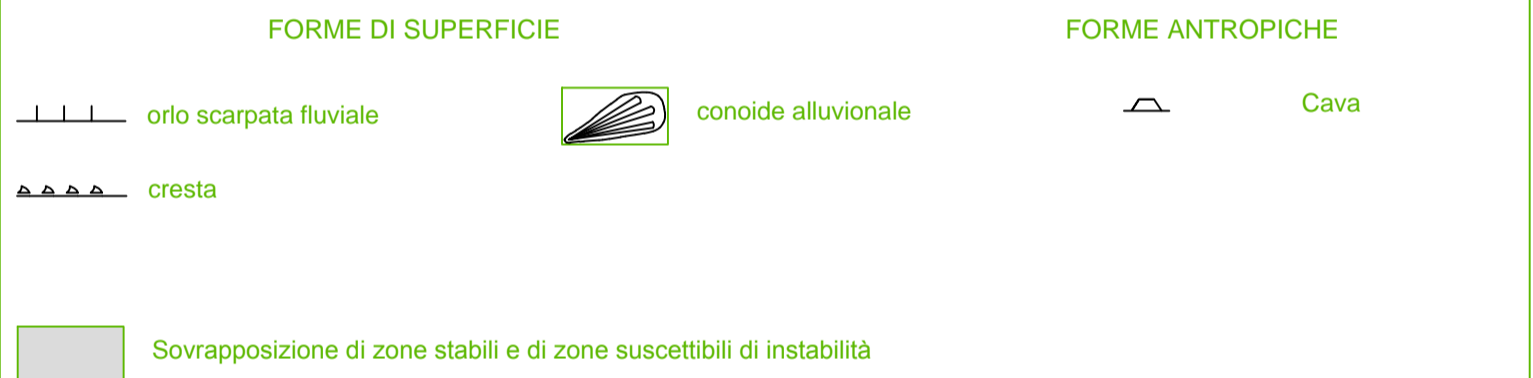 FORME DI SUPERFICIE
FORME ANTROPICHE
orlo scarpata fluviale
conoide alluvionale
Cava
cresta
Sovrapposizione di zone stabili e di zone suscettibili di instabilità